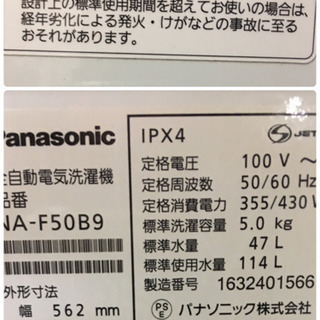 設計上の標準使用期間を超えてお使いの場合は、
経年劣化による発火・けがなどの事故に至る
おそれがあります。
Panasonic
全自動電気洗濯機
品番
NA-F50B9
外形寸法
幅 562 mm
IPX4
JET
定格電圧 100 V～
定格周波数 50/60 Hz
定格消費電力 355/430 W
標準洗濯容量 5.0 kg
標準水量 47 L
標準使用水量 114 L
製造番号 1632401566
PS E パナソニック株式会社